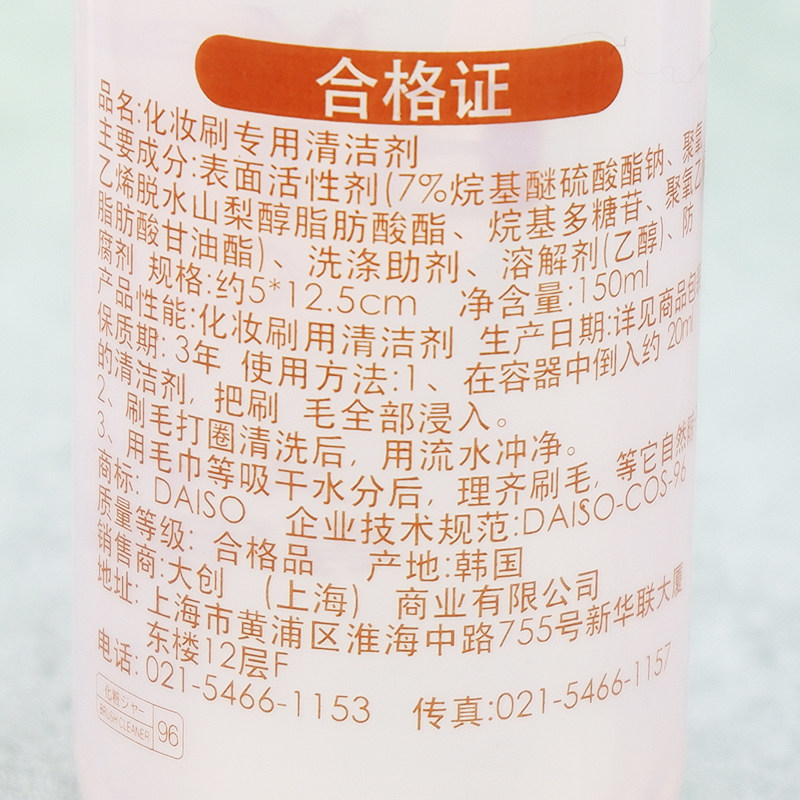 合格证
品名:化妆刷专用清洁剂
主要成分:表面活性剂(7%烷基醚硫酸酯钠、聚氧
乙烯脱水山梨醇脂肪酸酯、烷基多糖苷、聚氧乙
脂肪酸甘油酯)、洗涤助剂、溶解剂(乙醇)、防
腐剂 规格:约5*12.5cm 净含量:150ml
产品性能:化妆刷用清洁剂 生产日期:详见商品包
保质期: 3年 使用方法:1、在容器中倒入约 20ml
的清洁剂, 把刷 毛全部浸入。
2、刷毛打圈清洗后, 用流水冲净。
3、用毛巾等吸干水分后, 理齐刷毛, 等它自然
商标: DAISO 企业技术规范:DAISO-COS-96
质量等级: 合格品 产地:韩国
销售商:大创 (上海) 商业有限公司
地址: 上海市黄浦区淮海中路755号新华联大厦
东楼12层F
电话: 021-5466-1153 传真:021-5466-1157
化粧ジャー
BRUSH CLEANER 96